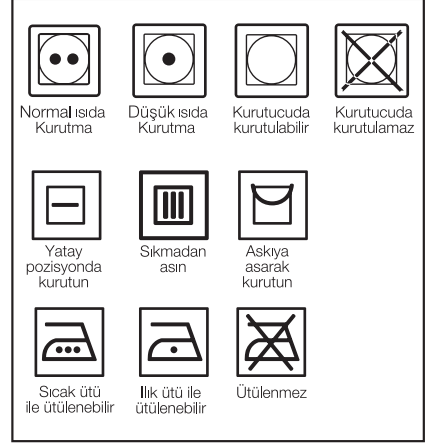 Normal ısıda
Kurutma
Düşük ısıda
Kurutma
Kurutucuda
kurutulabilir
Kurutucuda
kurutulamaz
Yatay
pozisyonda
kurutun
Sıkmadan
asın
Askıya
asarak
kurutun
Sıcak ütü
ile ütülenebilir
Ilık ütü ile
ütülenebilir
Ütülenmez